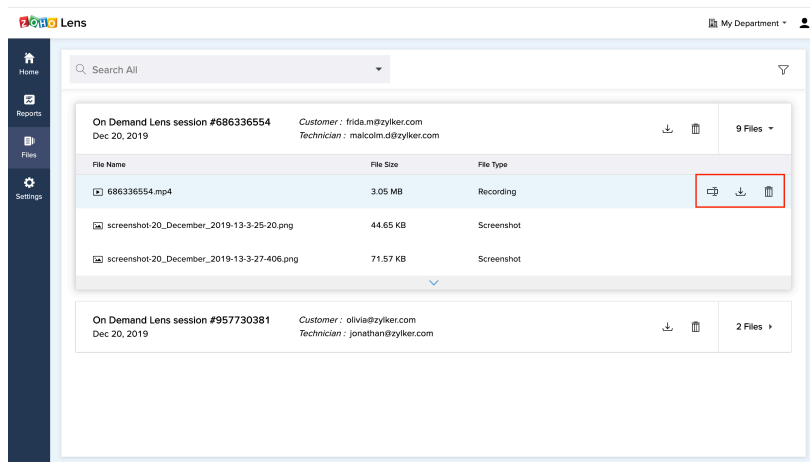 ZOHO Lens
My Department
Home
Reports
Files
Settings
Search All
On Demand Lens session #686336554
Dec 20, 2019
Customer : frida.m@zylker.com
Technician : malcolm.d@zylker.com
9 Files
File Name File Size File Type
686336554.mp4 3.05 MB Recording
screenshot-20_December_2019-13-3-25-20.png 44.65 KB Screenshot
screenshot-20_December_2019-13-3-27-406.png 71.57 KB Screenshot
On Demand Lens session #957730381
Dec 20, 2019
Customer : olivia@zylker.com
Technician : jonathan@zylker.com
2 Files